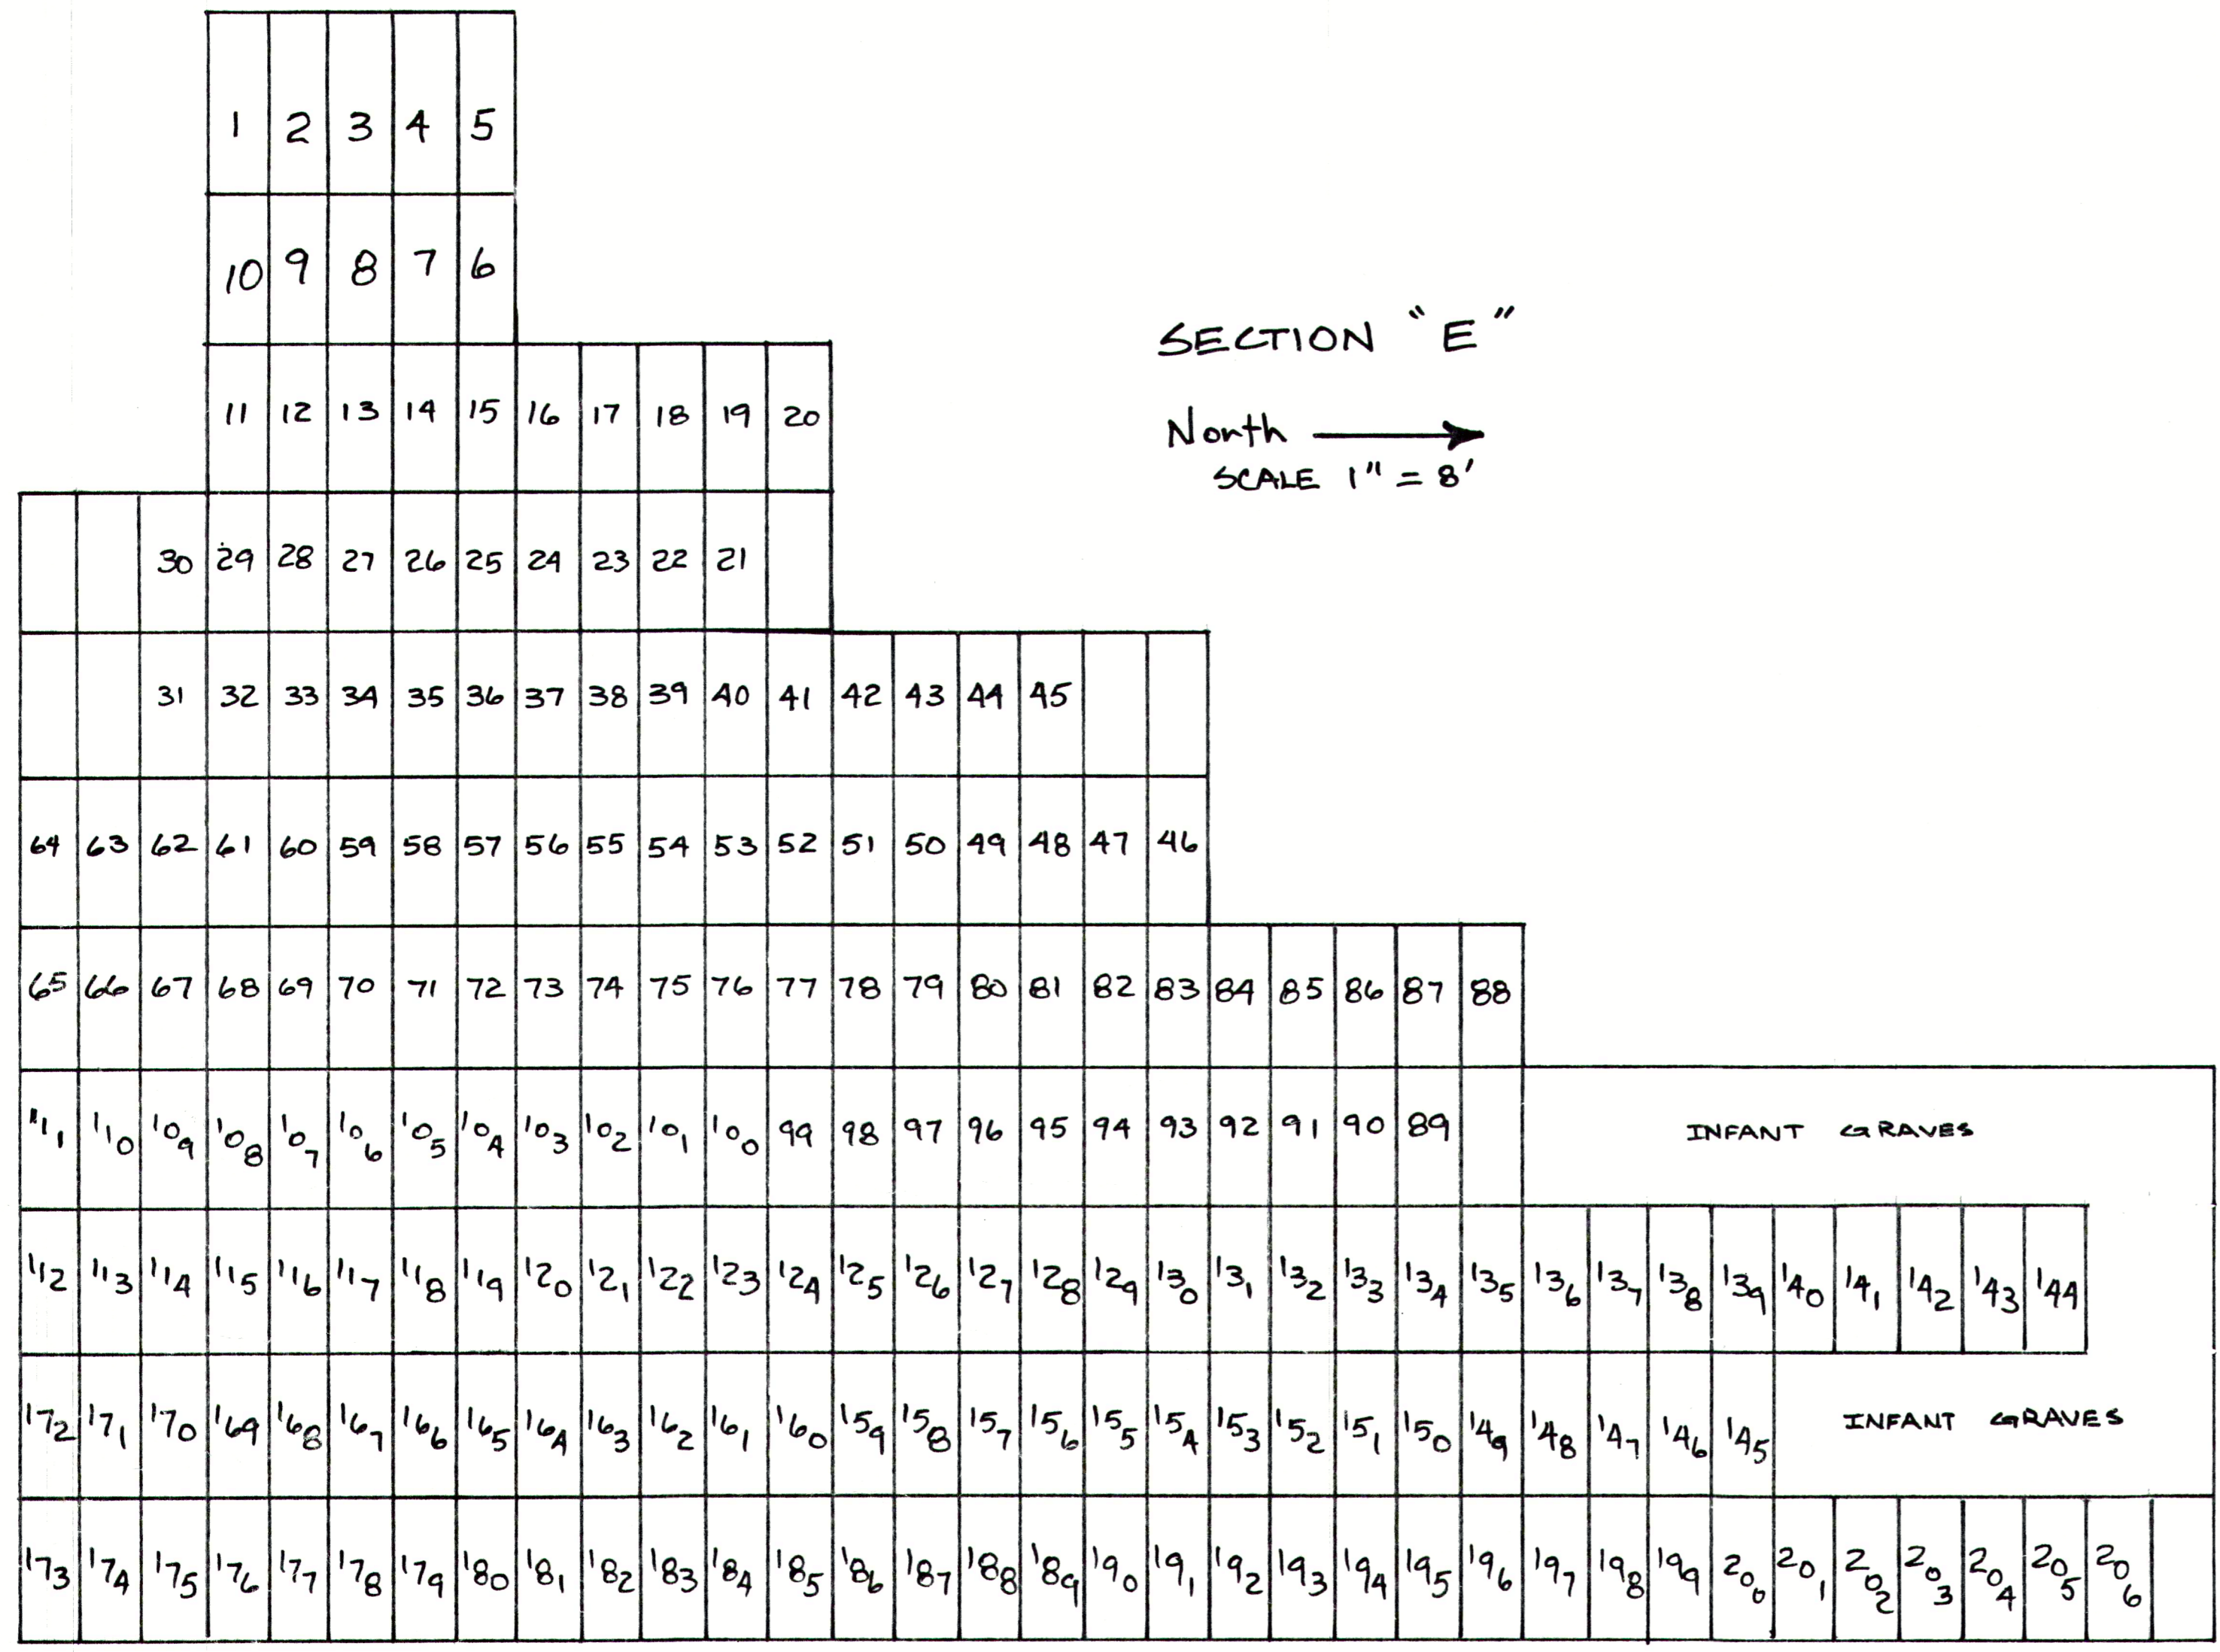 1 2 3 4 5
10 9 8 7 6
SECTION "E"
North
SCALE 1" = 8'
11 12 13 14 15 16 17 18 19 20
30 29 28 27 26 25 24 23 22 21
31 32 33 34 35 36 37 38 39 40 41 42 43 44 45
64 63 62 61 60 59 58 57 56 55 54 53 52 51 50 49 48 47 46
65 66 67 68 69 70 71 72 73 74 75 76 77 78 79 80 81 82 83 84 85 86 87 88
111 110 109 108 107 106 105 104 103 102 101 100 99 98 97 96 95 94 93 92 91 90 89 INFANT GRAVES
112 113 114 115 116 117 118 119 120 121 122 123 124 125 126 127 128 129 130 131 132 133 134 135 136 137 138 139 140 141 142 143 144
172 171 170 169 168 167 166 165 164 163 162 161 160 159 158 157 156 155 154 153 152 151 150 149 148 147 146 145 INFANT GRAVES
173 174 175 176 177 178 179 180 181 182 183 184 185 186 187 188 189 190 191 192 193 194 195 196 197 198 199 200 201 202 203 204 205 206